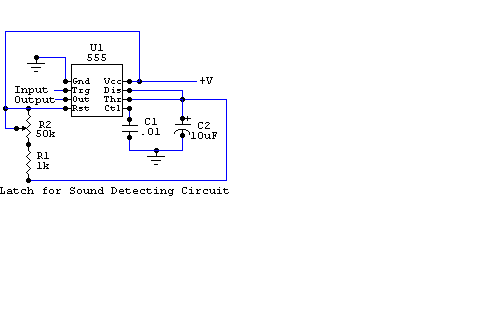 U1
555
Gnd Vcc +V
Input Trg Dis
Output Out Thr
Rst Ctl
R2
50k
C1
.01
+
C2
10uF
R1
1k
Latch for Sound Detecting Circuit